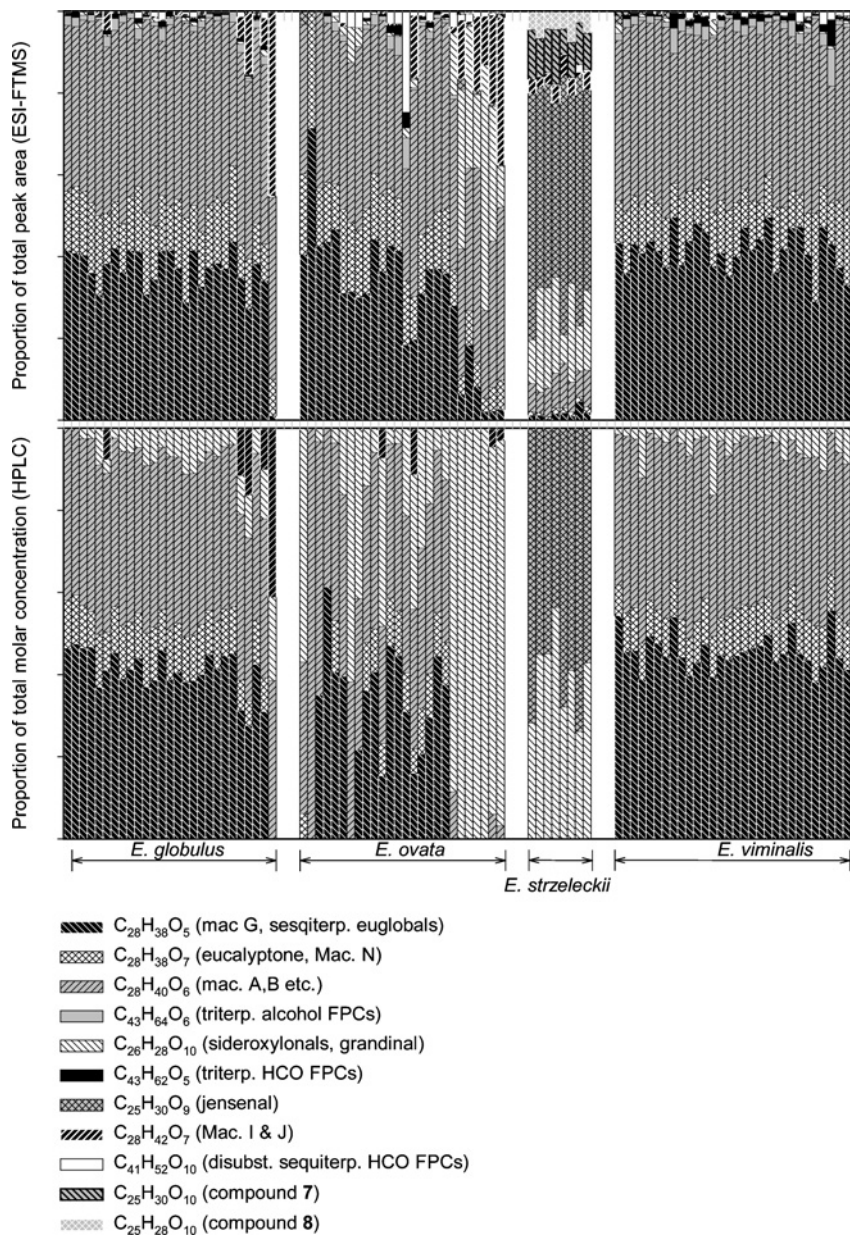 Proportion of total peak area (ESI-FTMS)
Proportion of total molar concentration (HPLC)
E. globulus
E. ovata
E. strzeleckii
E. viminalis
C₂₈H₃₈O₅ (mac G, sesqiterp. euglobals)
C₂₈H₃₈O₇ (eucalyptone, Mac. N)
C₂₈H₄₀O₆ (mac. A,B etc.)
C₄₃H₆₄O₆ (triterp. alcohol FPCs)
C₂₆H₂₈O₁₀ (sideroxylonals, grandinal)
C₄₃H₆₂O₅ (triterp. HCO FPCs)
C₂₅H₃₀O₉ (jensenal)
C₂₈H₄₂O₇ (Mac. I & J)
C₄₁H₅₂O₁₀ (disubst. sequiterp. HCO FPCs)
C₂₅H₃₀O₁₀ (compound 7)
C₂₅H₂₈O₁₀ (compound 8)